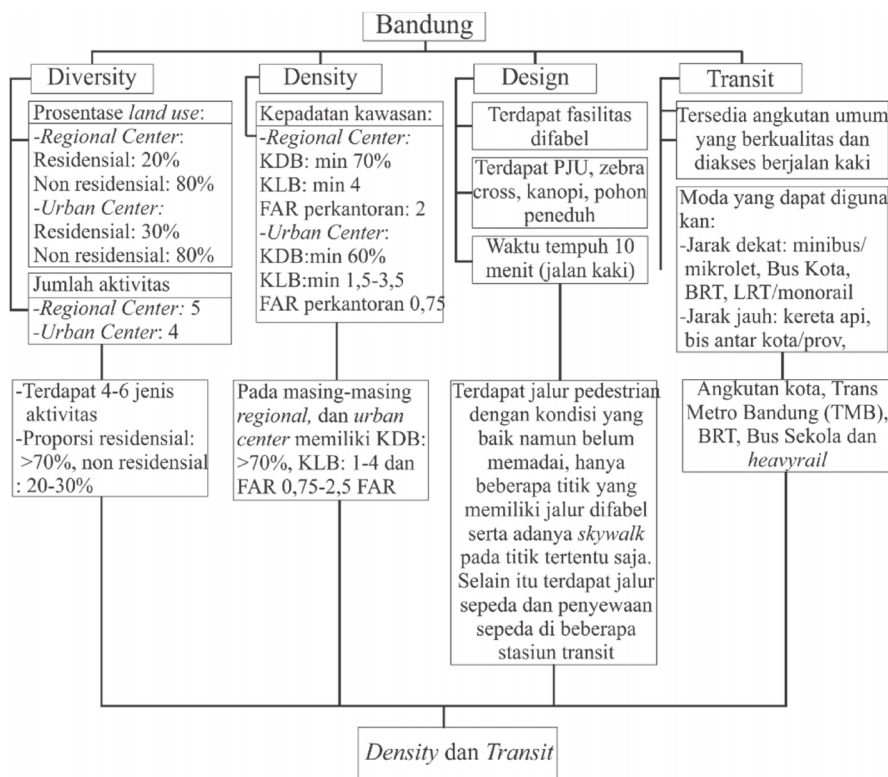 Bandung
Diversity
Prosentase land use:
-Regional Center:
Residensial: 20%
Non residensial: 80%
-Urban Center:
Residensial: 30%
Non residensial: 80%
Jumlah aktivitas
-Regional Center: 5
-Urban Center: 4
-Terdapat 4-6 jenis
aktivitas
-Proporsi residensial:
>70%, non residensial
: 20-30%
Density
Kepadatan kawasan:
-Regional Center:
KDB: min 70%
KLB: min 4
FAR perkantoran: 2
-Urban Center:
KDB:min 60%
KLB:min 1,5-3,5
FAR perkantoran 0,75
Pada masing-masing
regional, dan urban
center memiliki KDB:
>70%, KLB: 1-4 dan
FAR 0,75-2,5 FAR
Design
Terdapat fasilitas
difabel
Terdapat PJU, zebra
cross, kanopi, pohon
peneduh
Waktu tempuh 10
menit (jalan kaki)
Terdapat jalur pedestrian
dengan kondisi yang
baik namun belum
memadai, hanya
beberapa titik yang
memiliki jalur difabel
serta adanya skywalk
pada titik tertentu saja.
Selain itu terdapat jalur
sepeda dan penyewaan
sepeda di beberapa
stasiun transit
Transit
Tersedia angkutan umum
yang berkualitas dan
diakses berjalan kaki
Moda yang dapat diguna
kan:
-Jarak dekat: minibus/
mikrolet, Bus Kota,
BRT, LRT/monorail
-Jarak jauh: kereta api,
bis antar kota/prov,
Angkutan kota, Trans
Metro Bandung (TMB),
BRT, Bus Sekola dan
heavyrail
Density dan Transit